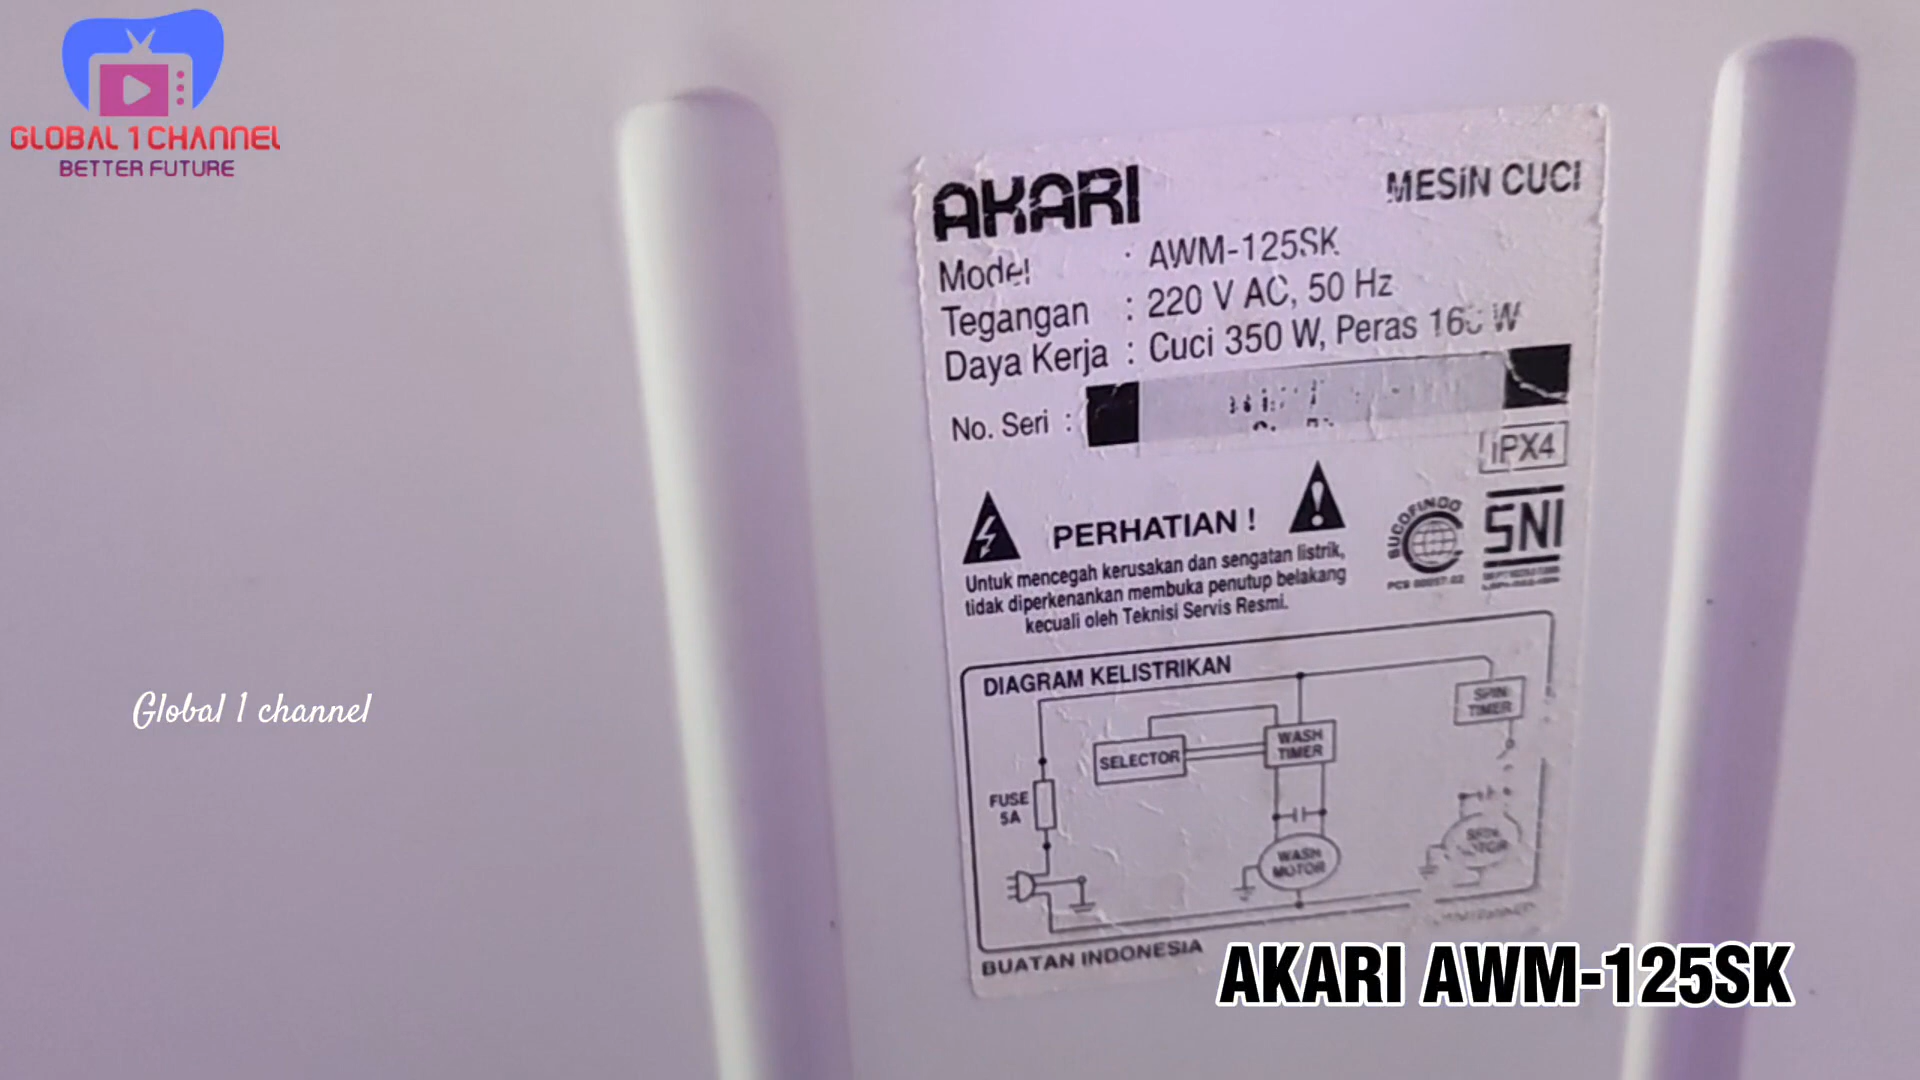 GLOBAL 1 CHANNEL
BETTER FUTURE
AKARI
MESIN CUCI
Model : AWM-125SK
Tegangan : 220 V AC, 50 Hz
Daya Kerja : Cuci 350 W, Peras W
No. Seri :
IPX4
PERHATIAN !
SUCOFINDO
SNI
Untuk mencegah kerusakan dan sengatan listrik,
tidak diperkenankan membuka penutup belakang
kecuali oleh Teknisi Servis Resmi.
DIAGRAM KELISTRIKAN
SPIN
TIMER
WASH
TIMER
SELECTOR
FUSE
5A
WASH
MOTOR
SPIN
MOTOR
BUATAN INDONESIA
Global 1 channel
AKARI AWM-125SK